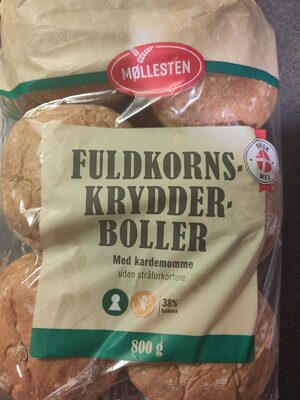 MØLLESTEN
DANSK
MEL
FULDKORNS-
KRYDDER-
BOLLER
Med kardemomme
uden stråforkortere
38%
800 g